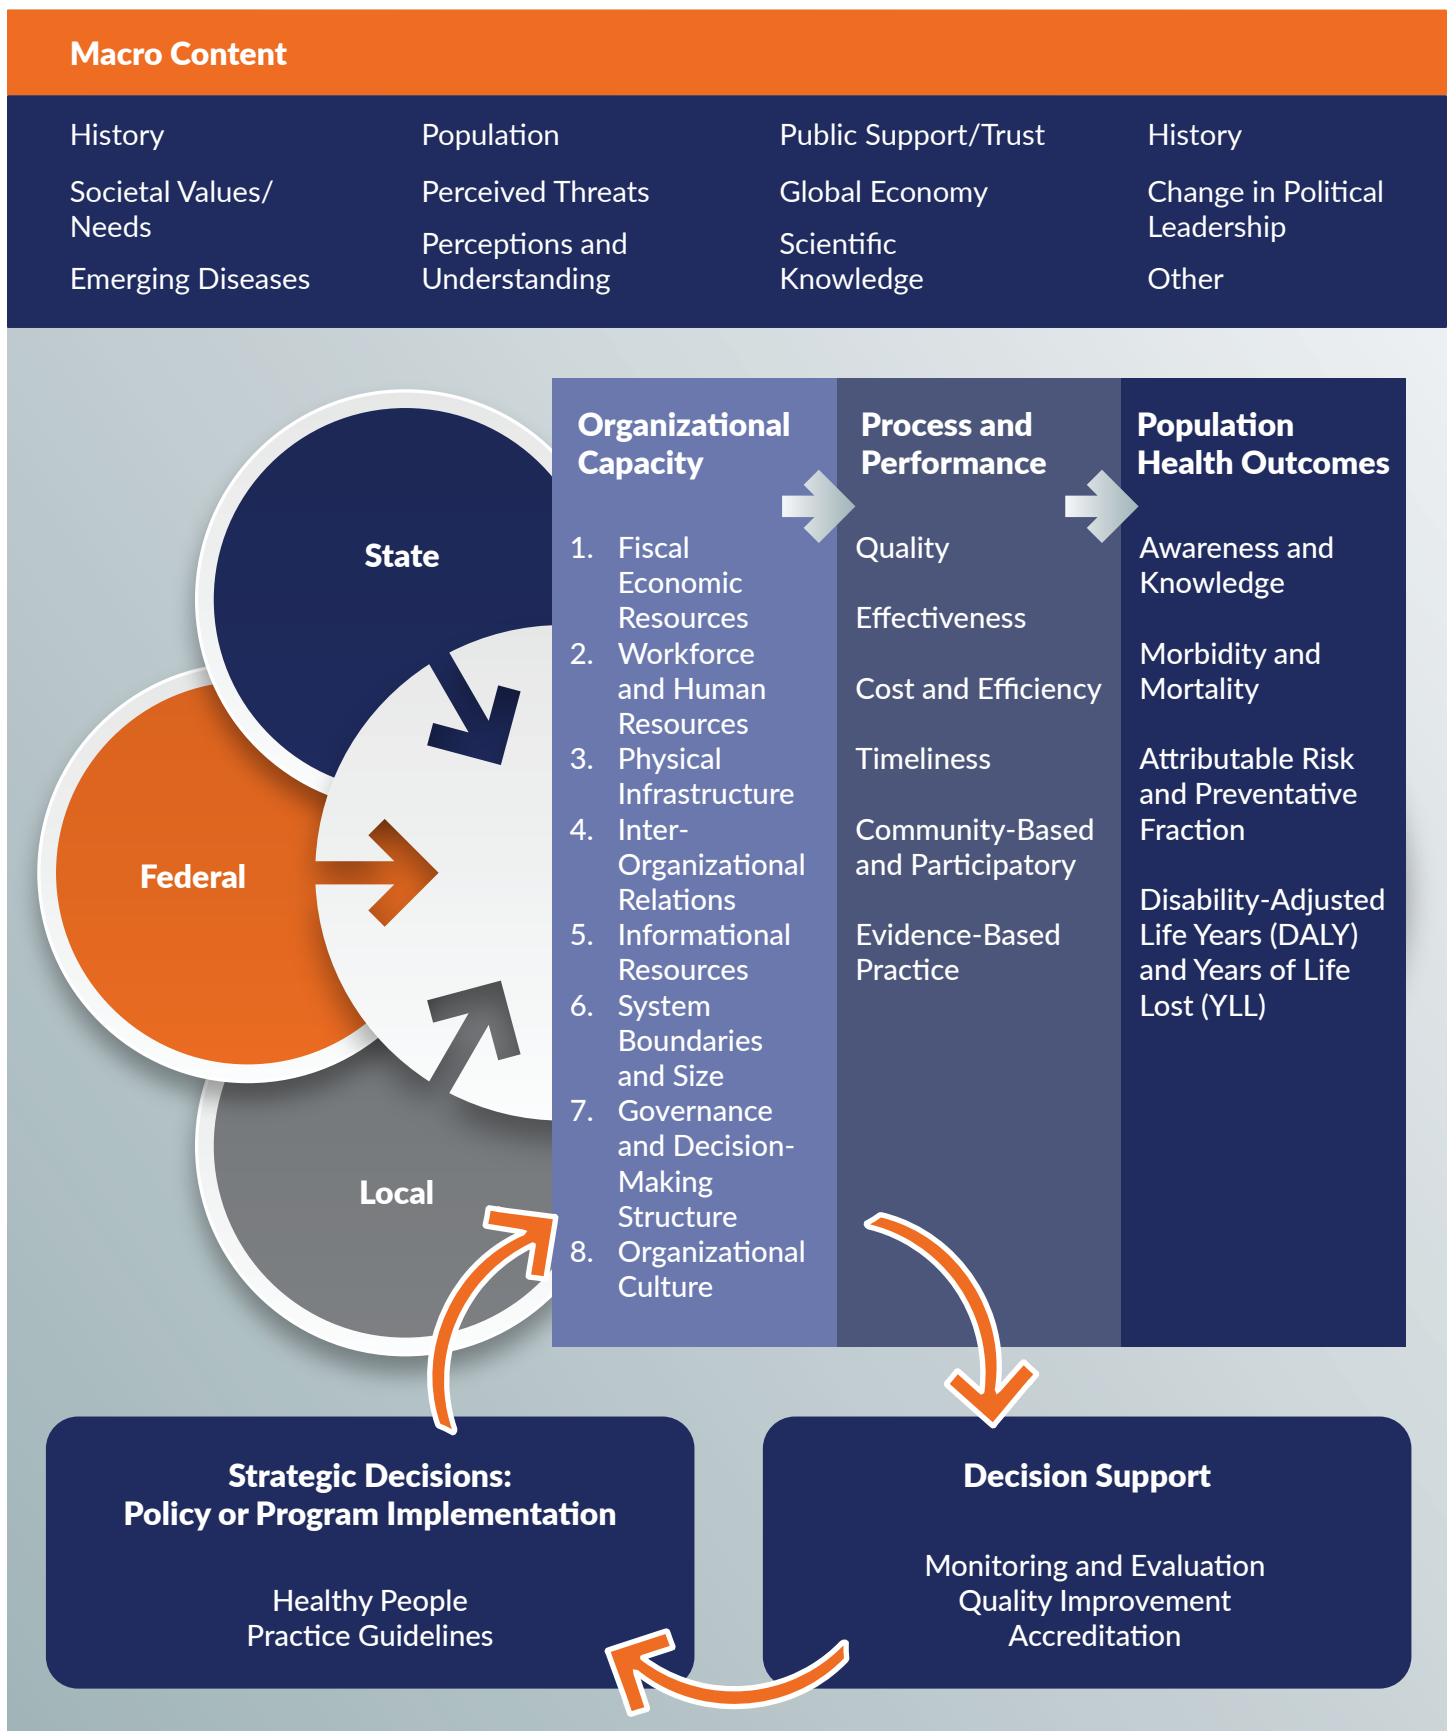 Macro Content
History
Societal Values/
Needs
Emerging Diseases
Population
Perceived Threats
Perceptions and
Understanding
Public Support/Trust
Global Economy
Scientific
Knowledge
History
Change in Political
Leadership
Other
State
Federal
Local
Organizational
Capacity
1. Fiscal
Economic
Resources
2. Workforce
and Human
Resources
3. Physical
Infrastructure
4. Inter-
Organizational
Relations
5. Informational
Resources
6. System
Boundaries
and Size
7. Governance
and Decision-
Making
Structure
8. Organizational
Culture
Process and
Performance
Quality
Effectiveness
Cost and Efficiency
Timeliness
Community-Based
and Participatory
Evidence-Based
Practice
Population
Health Outcomes
Awareness and
Knowledge
Morbidity and
Mortality
Attributable Risk
and Preventative
Fraction
Disability-Adjusted
Life Years (DALY)
and Years of Life
Lost (YLL)
Strategic Decisions:
Policy or Program Implementation
Healthy People
Practice Guidelines
Decision Support
Monitoring and Evaluation
Quality Improvement
Accreditation